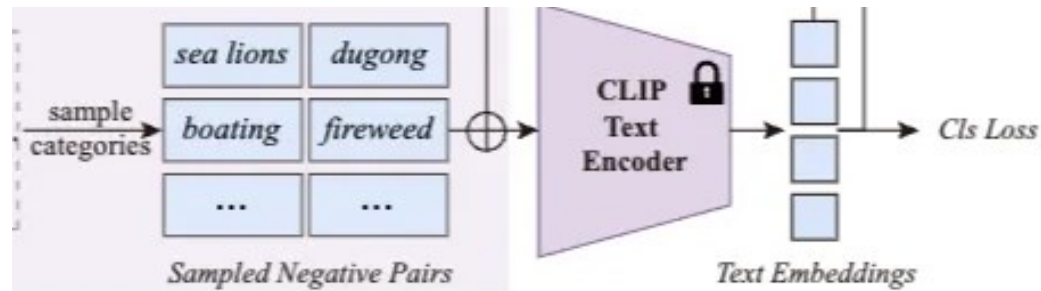 sea lions dugong
sample
categories
boating fireweed
... ...
Sampled Negative Pairs
CLIP
Text
Encoder
Text Embeddings
Cls Loss